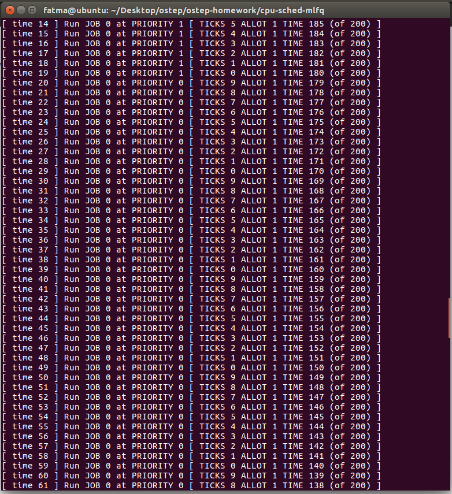 fatma@ubuntu: ~/Desktop/ostep/ostep-homework/cpu-sched-mlfq
[ time 14 ] Run JOB 0 at PRIORITY 1 [ TICKS 5 ALLOT 1 TIME 185 (of 200) ]
[ time 15 ] Run JOB 0 at PRIORITY 1 [ TICKS 4 ALLOT 1 TIME 184 (of 200) ]
[ time 16 ] Run JOB 0 at PRIORITY 1 [ TICKS 3 ALLOT 1 TIME 183 (of 200) ]
[ time 17 ] Run JOB 0 at PRIORITY 1 [ TICKS 2 ALLOT 1 TIME 182 (of 200) ]
[ time 18 ] Run JOB 0 at PRIORITY 1 [ TICKS 1 ALLOT 1 TIME 181 (of 200) ]
[ time 19 ] Run JOB 0 at PRIORITY 1 [ TICKS 0 ALLOT 1 TIME 180 (of 200) ]
[ time 20 ] Run JOB 0 at PRIORITY 0 [ TICKS 9 ALLOT 1 TIME 179 (of 200) ]
[ time 21 ] Run JOB 0 at PRIORITY 0 [ TICKS 8 ALLOT 1 TIME 178 (of 200) ]
[ time 22 ] Run JOB 0 at PRIORITY 0 [ TICKS 7 ALLOT 1 TIME 177 (of 200) ]
[ time 23 ] Run JOB 0 at PRIORITY 0 [ TICKS 6 ALLOT 1 TIME 176 (of 200) ]
[ time 24 ] Run JOB 0 at PRIORITY 0 [ TICKS 5 ALLOT 1 TIME 175 (of 200) ]
[ time 25 ] Run JOB 0 at PRIORITY 0 [ TICKS 4 ALLOT 1 TIME 174 (of 200) ]
[ time 26 ] Run JOB 0 at PRIORITY 0 [ TICKS 3 ALLOT 1 TIME 173 (of 200) ]
[ time 27 ] Run JOB 0 at PRIORITY 0 [ TICKS 2 ALLOT 1 TIME 172 (of 200) ]
[ time 28 ] Run JOB 0 at PRIORITY 0 [ TICKS 1 ALLOT 1 TIME 171 (of 200) ]
[ time 29 ] Run JOB 0 at PRIORITY 0 [ TICKS 0 ALLOT 1 TIME 170 (of 200) ]
[ time 30 ] Run JOB 0 at PRIORITY 0 [ TICKS 9 ALLOT 1 TIME 169 (of 200) ]
[ time 31 ] Run JOB 0 at PRIORITY 0 [ TICKS 8 ALLOT 1 TIME 168 (of 200) ]
[ time 32 ] Run JOB 0 at PRIORITY 0 [ TICKS 7 ALLOT 1 TIME 167 (of 200) ]
[ time 33 ] Run JOB 0 at PRIORITY 0 [ TICKS 6 ALLOT 1 TIME 166 (of 200) ]
[ time 34 ] Run JOB 0 at PRIORITY 0 [ TICKS 5 ALLOT 1 TIME 165 (of 200) ]
[ time 35 ] Run JOB 0 at PRIORITY 0 [ TICKS 4 ALLOT 1 TIME 164 (of 200) ]
[ time 36 ] Run JOB 0 at PRIORITY 0 [ TICKS 3 ALLOT 1 TIME 163 (of 200) ]
[ time 37 ] Run JOB 0 at PRIORITY 0 [ TICKS 2 ALLOT 1 TIME 162 (of 200) ]
[ time 38 ] Run JOB 0 at PRIORITY 0 [ TICKS 1 ALLOT 1 TIME 161 (of 200) ]
[ time 39 ] Run JOB 0 at PRIORITY 0 [ TICKS 0 ALLOT 1 TIME 160 (of 200) ]
[ time 40 ] Run JOB 0 at PRIORITY 0 [ TICKS 9 ALLOT 1 TIME 159 (of 200) ]
[ time 41 ] Run JOB 0 at PRIORITY 0 [ TICKS 8 ALLOT 1 TIME 158 (of 200) ]
[ time 42 ] Run JOB 0 at PRIORITY 0 [ TICKS 7 ALLOT 1 TIME 157 (of 200) ]
[ time 43 ] Run JOB 0 at PRIORITY 0 [ TICKS 6 ALLOT 1 TIME 156 (of 200) ]
[ time 44 ] Run JOB 0 at PRIORITY 0 [ TICKS 5 ALLOT 1 TIME 155 (of 200) ]
[ time 45 ] Run JOB 0 at PRIORITY 0 [ TICKS 4 ALLOT 1 TIME 154 (of 200) ]
[ time 46 ] Run JOB 0 at PRIORITY 0 [ TICKS 3 ALLOT 1 TIME 153 (of 200) ]
[ time 47 ] Run JOB 0 at PRIORITY 0 [ TICKS 2 ALLOT 1 TIME 152 (of 200) ]
[ time 48 ] Run JOB 0 at PRIORITY 0 [ TICKS 1 ALLOT 1 TIME 151 (of 200) ]
[ time 49 ] Run JOB 0 at PRIORITY 0 [ TICKS 0 ALLOT 1 TIME 150 (of 200) ]
[ time 50 ] Run JOB 0 at PRIORITY 0 [ TICKS 9 ALLOT 1 TIME 149 (of 200) ]
[ time 51 ] Run JOB 0 at PRIORITY 0 [ TICKS 8 ALLOT 1 TIME 148 (of 200) ]
[ time 52 ] Run JOB 0 at PRIORITY 0 [ TICKS 7 ALLOT 1 TIME 147 (of 200) ]
[ time 53 ] Run JOB 0 at PRIORITY 0 [ TICKS 6 ALLOT 1 TIME 146 (of 200) ]
[ time 54 ] Run JOB 0 at PRIORITY 0 [ TICKS 5 ALLOT 1 TIME 145 (of 200) ]
[ time 55 ] Run JOB 0 at PRIORITY 0 [ TICKS 4 ALLOT 1 TIME 144 (of 200) ]
[ time 56 ] Run JOB 0 at PRIORITY 0 [ TICKS 3 ALLOT 1 TIME 143 (of 200) ]
[ time 57 ] Run JOB 0 at PRIORITY 0 [ TICKS 2 ALLOT 1 TIME 142 (of 200) ]
[ time 58 ] Run JOB 0 at PRIORITY 0 [ TICKS 1 ALLOT 1 TIME 141 (of 200) ]
[ time 59 ] Run JOB 0 at PRIORITY 0 [ TICKS 0 ALLOT 1 TIME 140 (of 200) ]
[ time 60 ] Run JOB 0 at PRIORITY 0 [ TICKS 9 ALLOT 1 TIME 139 (of 200) ]
[ time 61 ] Run JOB 0 at PRIORITY 0 [ TICKS 8 ALLOT 1 TIME 138 (of 200) ]